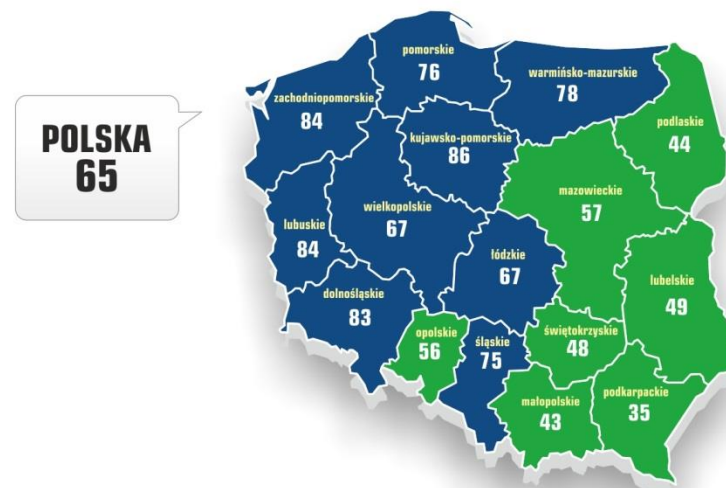 POLSKA
65
pomorskie
76
warmińsko-mazurskie
78
zachodniopomorskie
84
podlaskie
44
kujawsko-pomorskie
86
mazowieckie
57
wielkopolskie
67
lubuskie
84
łódzkie
67
lubelskie
49
dolnośląskie
83
opolskie
56
śląskie
75
świętokrzyskie
48
małopolskie
43
podkarpackie
35